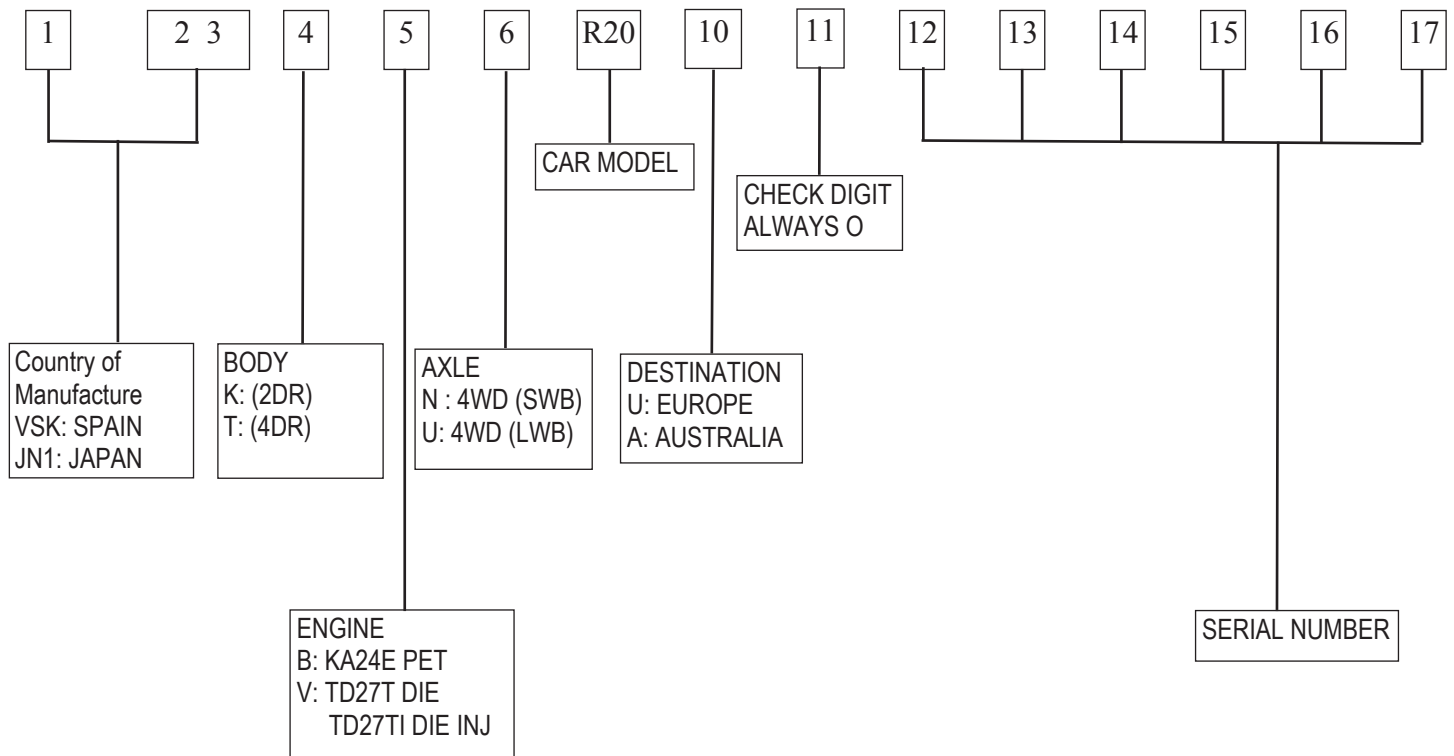 1 2 3 4 5 6 R20 10 11 12 13 14 15 16 17
CAR MODEL
CHECK DIGIT
ALWAYS O
Country of
Manufacture
VSK: SPAIN
JN1: JAPAN
BODY
K: (2DR)
T: (4DR)
AXLE
N : 4WD (SWB)
U: 4WD (LWB)
DESTINATION
U: EUROPE
A: AUSTRALIA
ENGINE
B: KA24E PET
V: TD27T DIE
TD27TI DIE INJ
SERIAL NUMBER